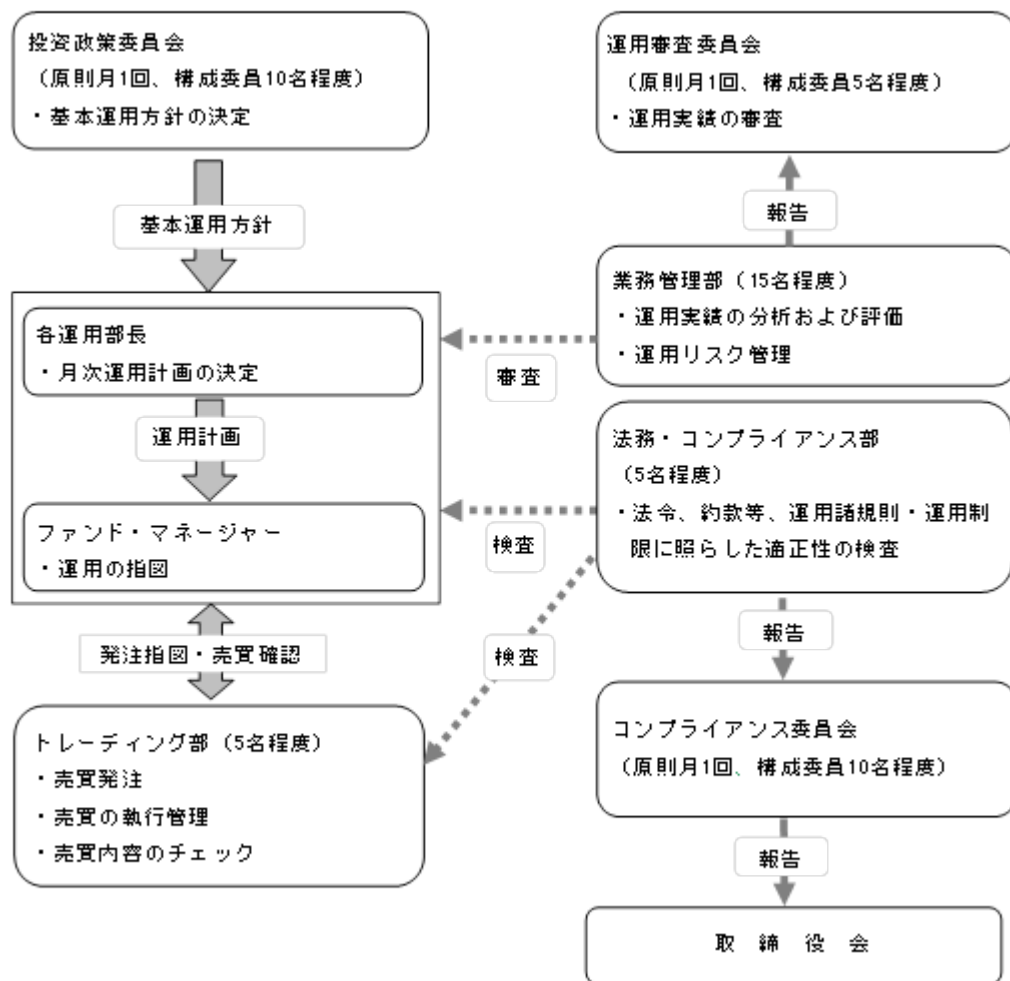 投資政策委員会
（原則月1回、構成委員10名程度）
・基本運用方針の決定
基本運用方針
各運用部長
・月次運用計画の決定
運用計画
ファンド・マネージャー
・運用の指図
発注指図・売買確認
トレーディング部（5名程度）
・売買発注
・売買の執行管理
・売買内容のチェック
運用審査委員会
（原則月1回、構成委員5名程度）
・運用実績の審査
報告
業務管理部（15名程度）
・運用実績の分析および評価
・運用リスク管理
審査
法務・コンプライアンス部
（5名程度）
・法令、約款等、運用諸規則・運用制
限に照らした適正性の検査
検査
検査
報告
コンプライアンス委員会
（原則月1回、構成委員10名程度）
報告
取 締 役 会